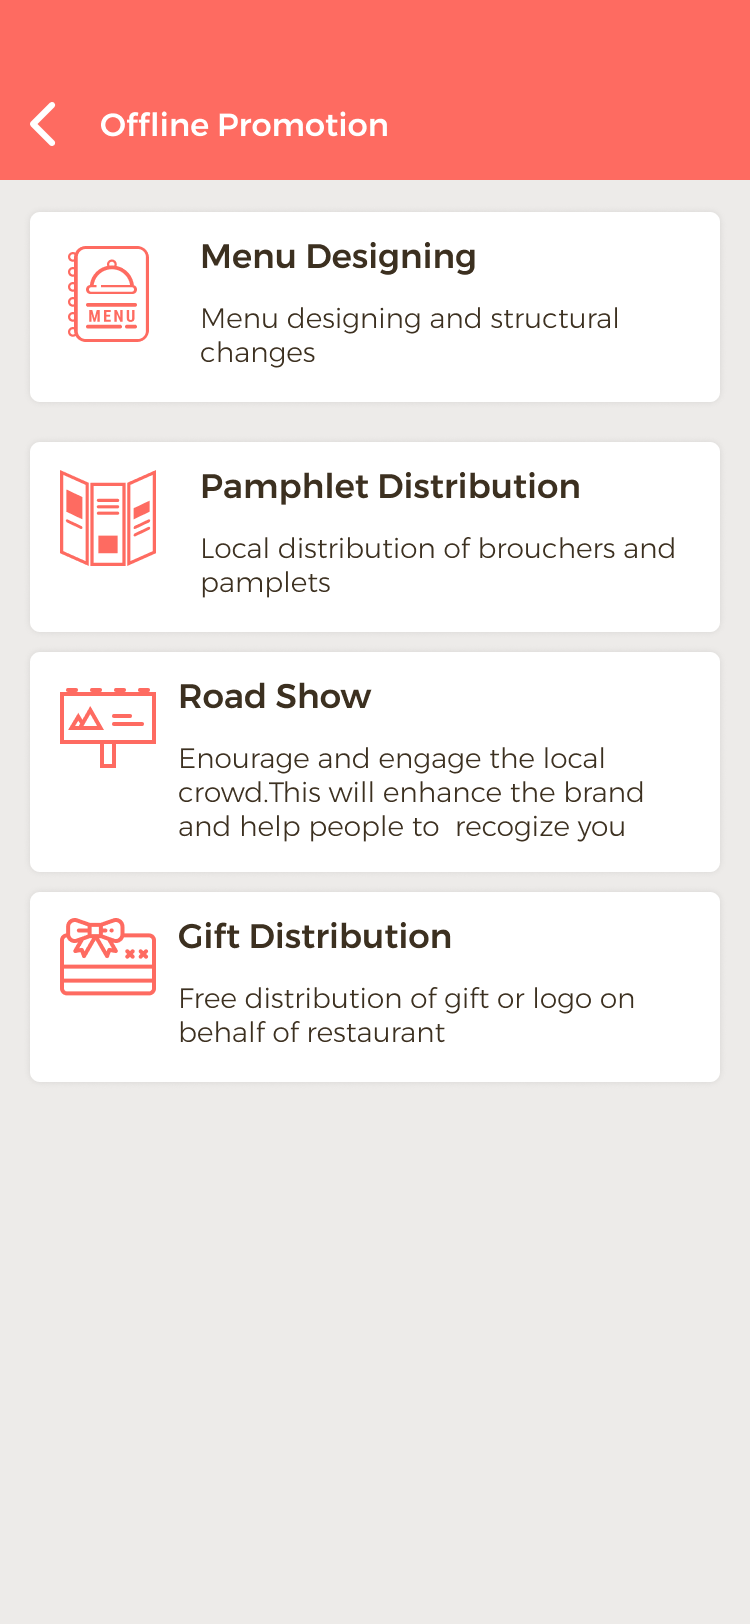 Offline Promotion
Menu Designing
MENU
Menu designing and structural
changes
Pamphlet Distribution
Local distribution of brouchers and
pamplets
Road Show
Enourage and engage the local
crowd.This will enhance the brand
and help people to  recogize you
Gift Distribution
Free distribution of gift or logo on
behalf of restaurant